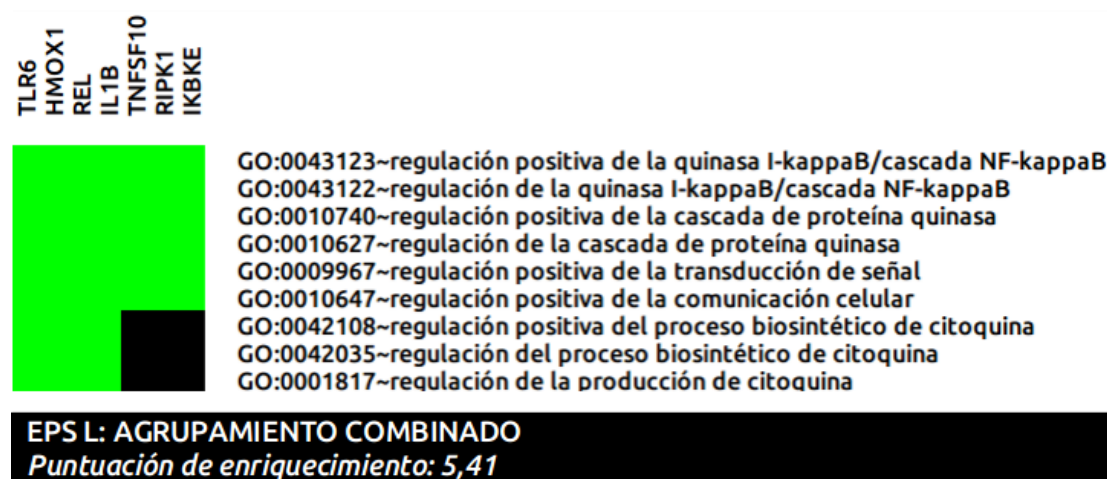 TLR6
HMOX1
REL
IL1B
TNFSF10
RIPK1
IKBKE
GO:0043123~regulación positiva de la quinasa I-kappaB/cascada NF-kappaB
GO:0043122~regulación de la quinasa I-kappaB/cascada NF-kappaB
GO:0010740~regulación positiva de la cascada de proteína quinasa
GO:0010627~regulación de la cascada de proteína quinasa
GO:0009967~regulación positiva de la transducción de señal
GO:0010647~regulación positiva de la comunicación celular
GO:0042108~regulación positiva del proceso biosintético de citoquina
GO:0042035~regulación del proceso biosintético de citoquina
GO:0001817~regulación de la producción de citoquina
EPS L: AGRUPAMIENTO COMBINADO
Puntuación de enriquecimiento: 5,41